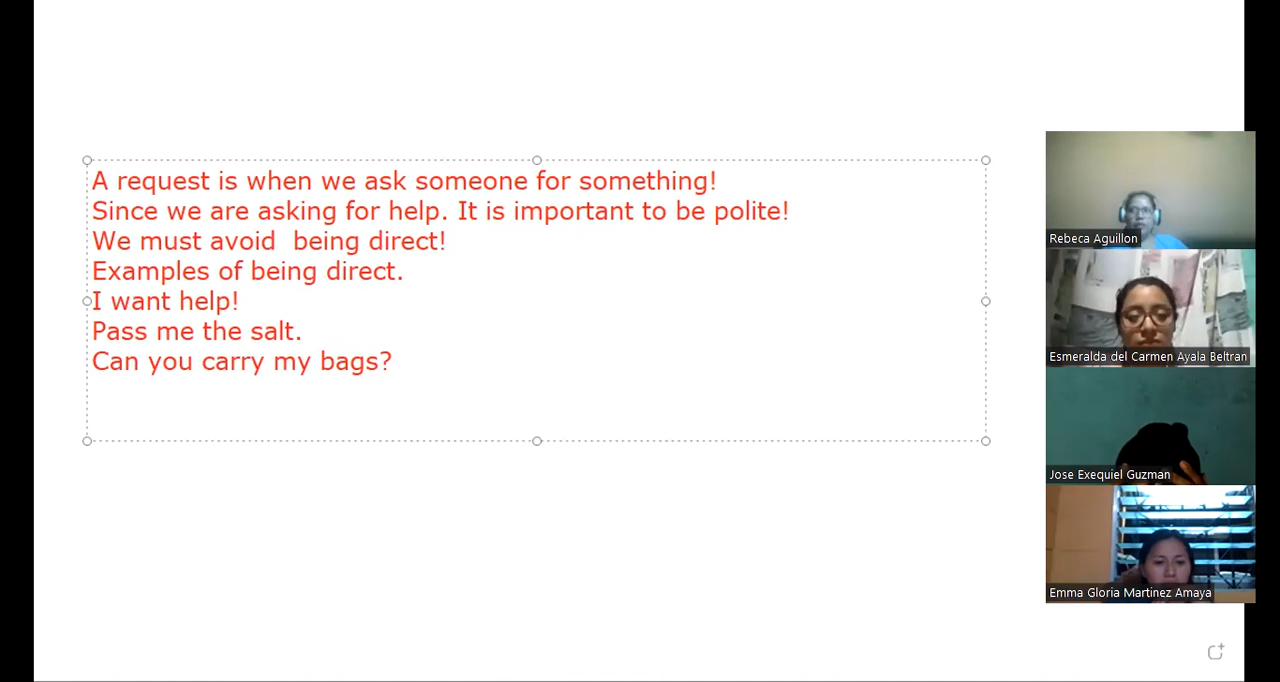 A request is when we ask someone for something!
Since we are asking for help. It is important to be polite!
We must avoid  being direct!
Examples of being direct.
I want help!
Pass me the salt.
Can you carry my bags?
Rebeca Aguillon
Esmeralda del Carmen Ayala Beltran
Jose Exequiel Guzman
Emma Gloria Martinez Amaya